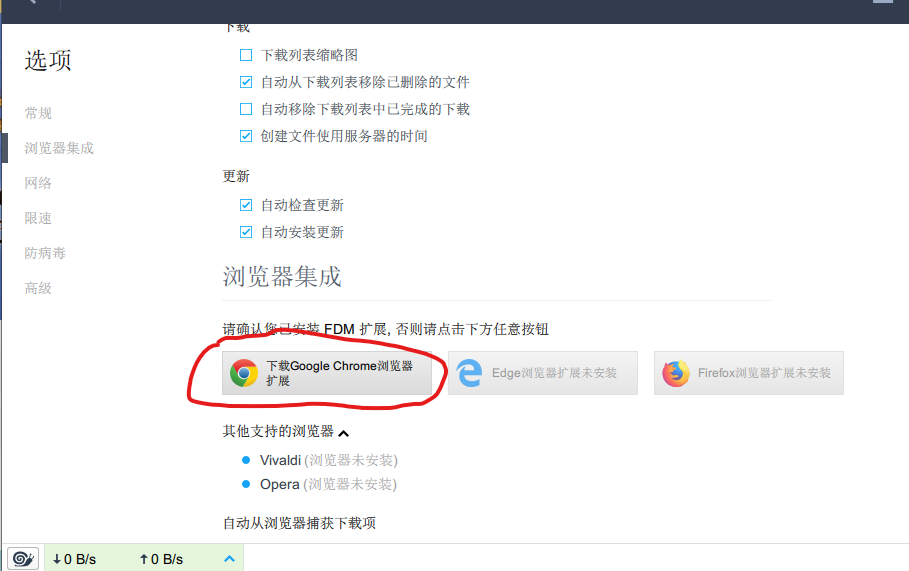 下载
选项
下载列表缩略图
自动从下载列表移除已删除的文件
自动移除下载列表中已完成的下载
创建文件使用服务器的时间
常规
浏览器集成
网络
限速
防病毒
高级
更新
自动检查更新
自动安装更新
浏览器集成
请确认您已安装 FDM 扩展, 否则请点击下方任意按钮
下载Google Chrome浏览器
扩展
Edge浏览器扩展未安装
Firefox浏览器扩展未安装
其他支持的浏览器
Vivaldi (浏览器未安装)
Opera (浏览器未安装)
自动从浏览器捕获下载项
↓0 B/s ↑0 B/s